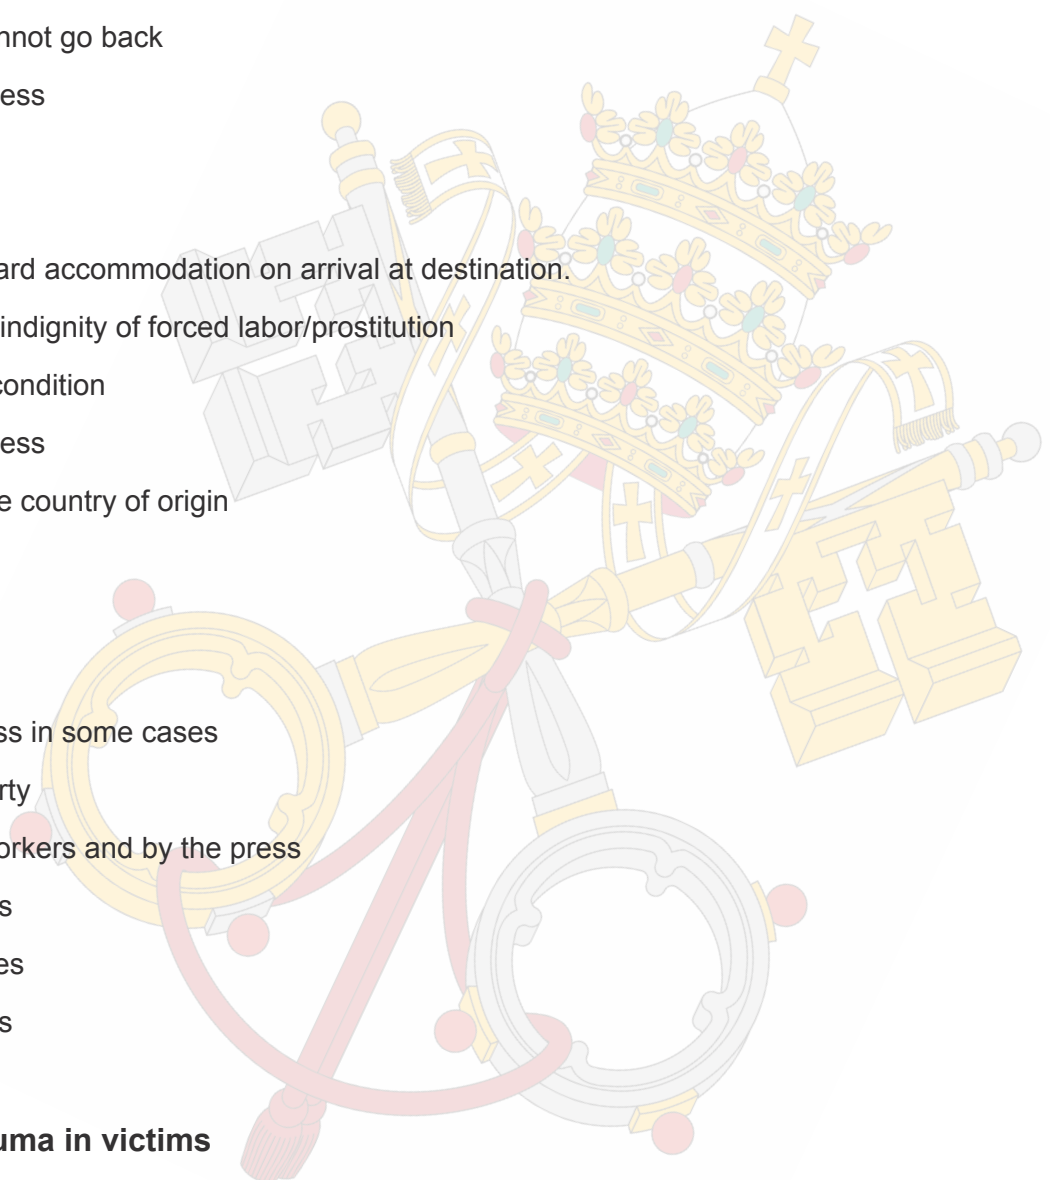 nnot go back
ess
ard accommodation on arrival at destination.
indignity of forced labor/prostitution
condition
ess
e country of origin
ss in some cases
rty
orkers and by the press
s
es
s
uma in victims